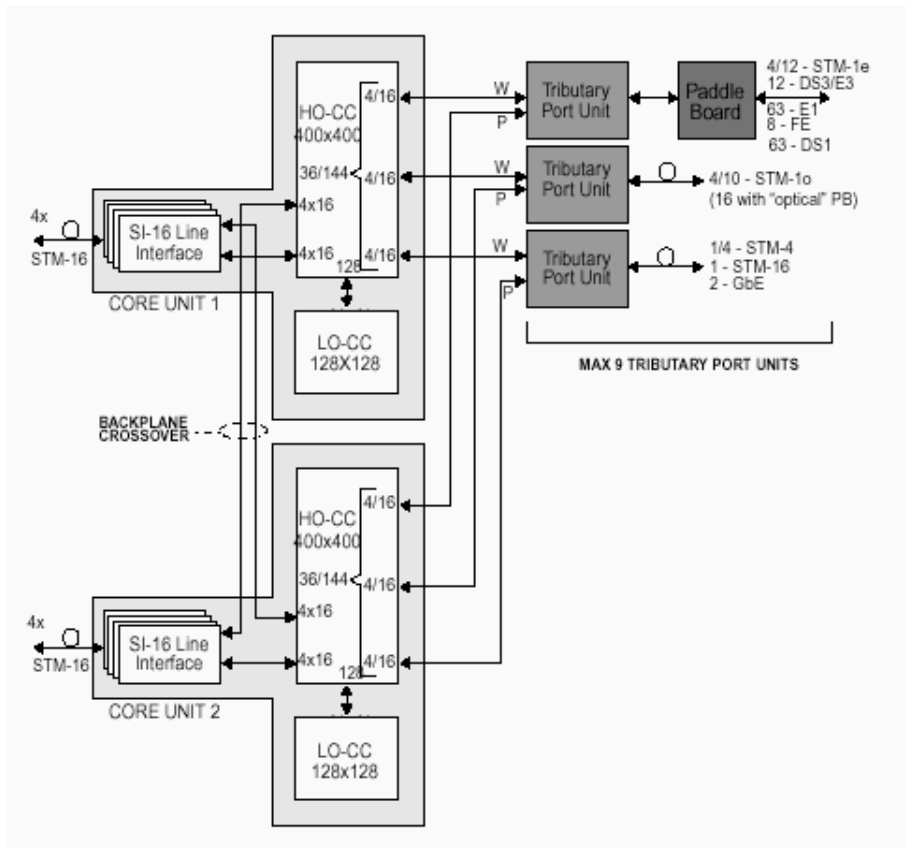 HO-CC
400x400
36/144
4/16
4/16
4/16
4x16
4x16
128
LO-CC
128X128
4x
STM-16
SI-16 Line
Interface
CORE UNIT 1
W
P
W
P
W
P
Tributary
Port Unit
Paddle
Board
4/12 - STM-1e
12 - DS3/E3
63 - E1
8 - FE
63 - DS1
Tributary
Port Unit
4/10 - STM-1o
(16 with "optical" PB)
Tributary
Port Unit
1/4 - STM-4
1 - STM-16
2 - GbE
MAX 9 TRIBUTARY PORT UNITS
BACKPLANE
CROSSOVER
HO-CC
400x400
36/144
4/16
4/16
4/16
4x16
4x16
128
LO-CC
128x128
4x
STM-16
SI-16 Line
Interface
CORE UNIT 2